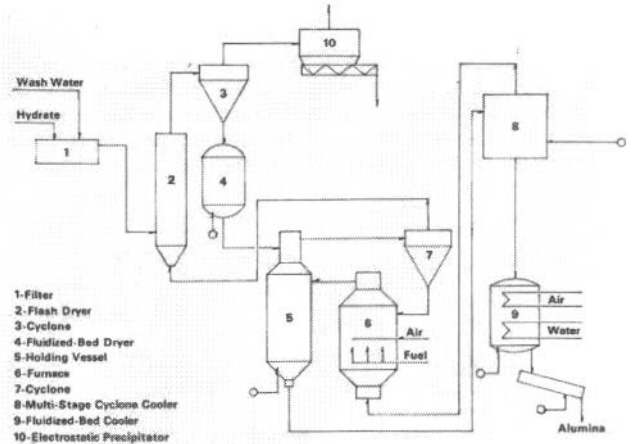 10
Wash Water
3
Hydrate
8
1
2
4
7
1-Filter
2-Flash Dryer
3-Cyclone
4-Fluidized-Bed Dryer
5-Holding Vessel
6-Furnace
7-Cyclone
8-Multi-Stage Cyclone Cooler
9-Fluidized-Bed Cooler
10-Electrostatic Precipitator
5
6
Air
Fuel
9
Air
Water
Alumina